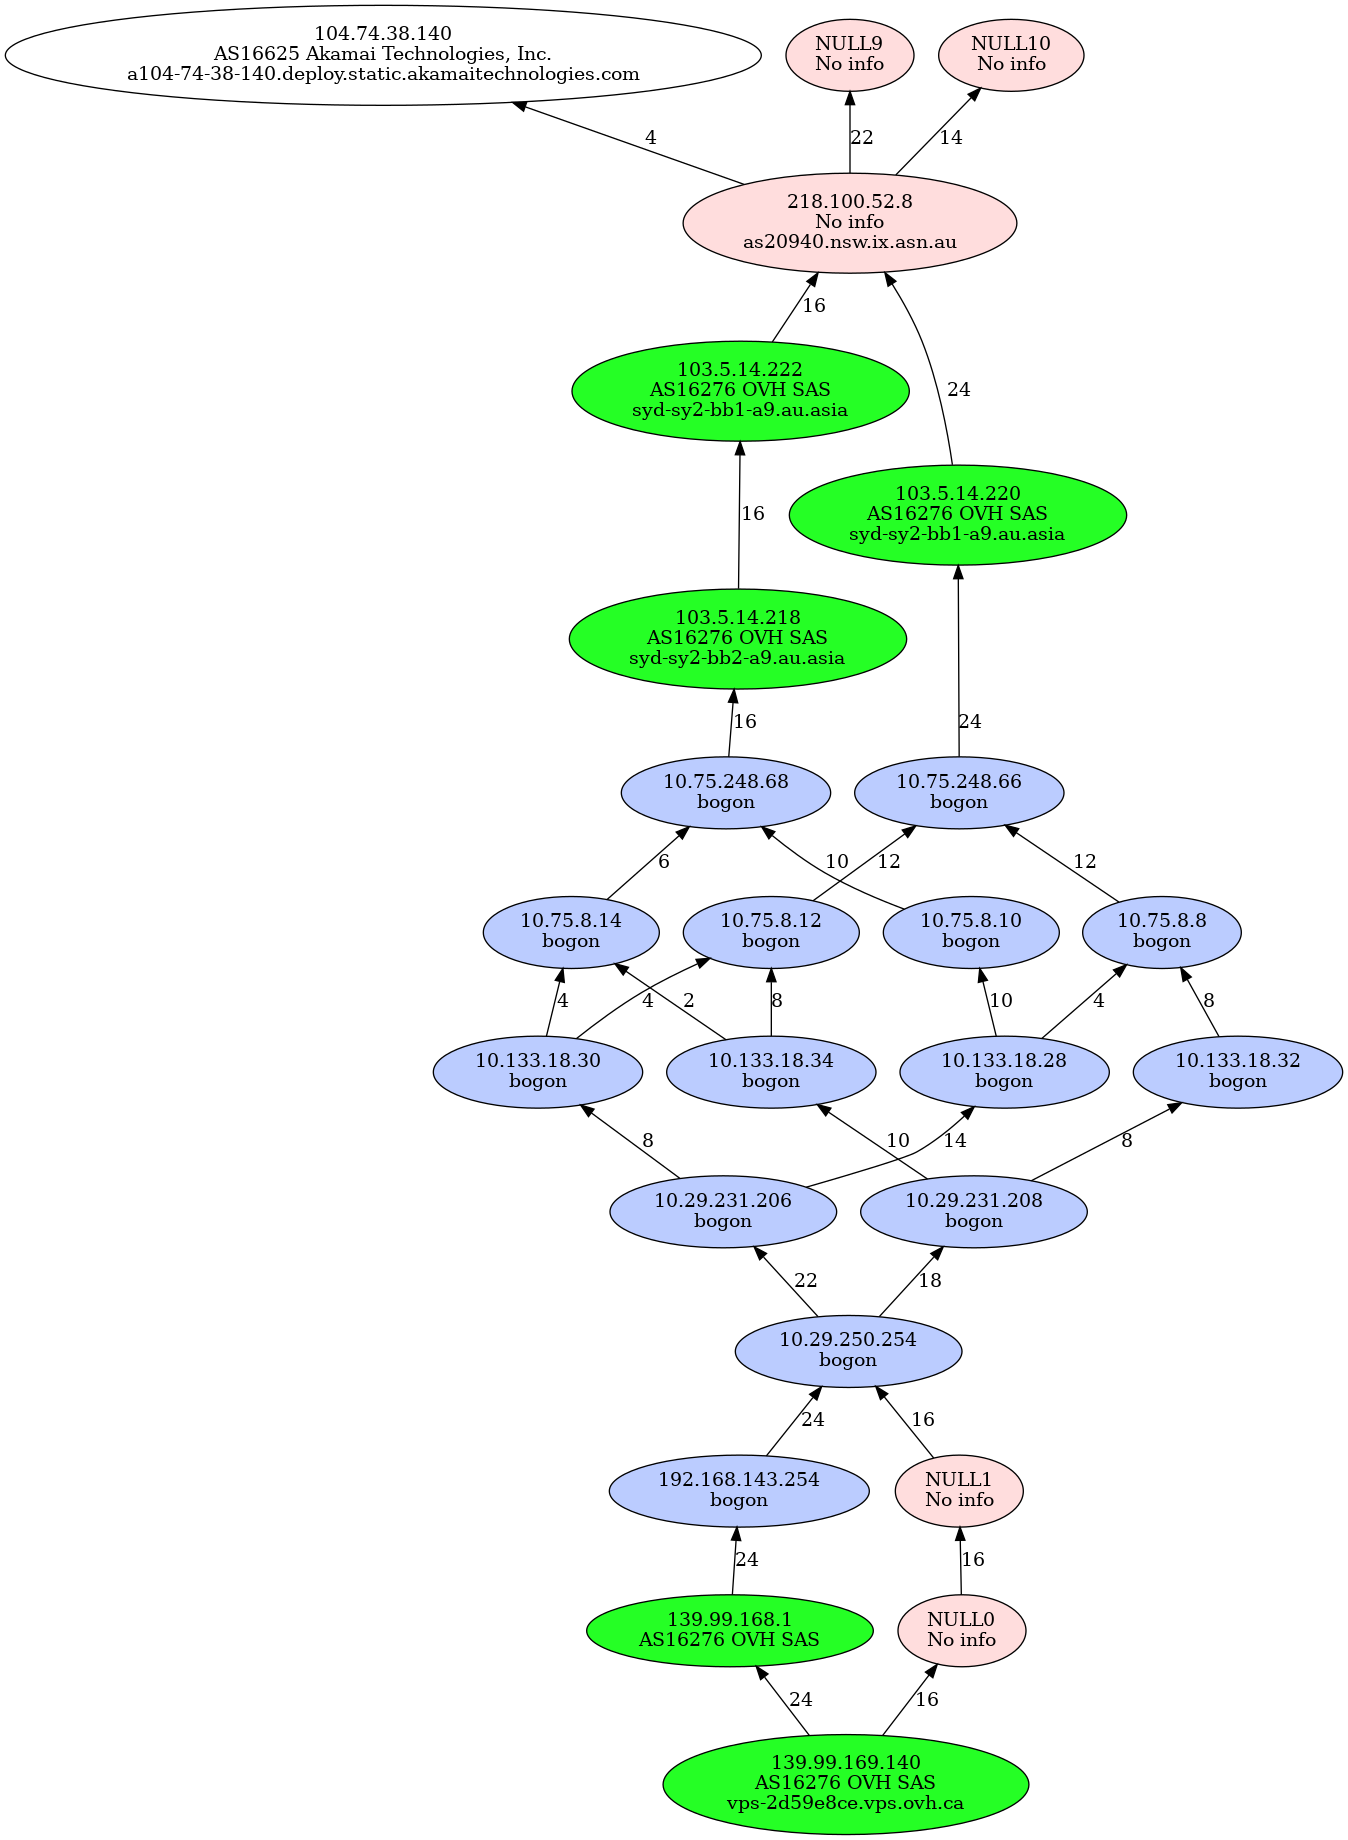 104.74.38.140
AS16625 Akamai Technologies, Inc.
a104-74-38-140.deploy.static.akamaitechnologies.com
NULL9
No info
NULL10
No info
4
22
14
218.100.52.8
No info
as20940.nsw.ix.asn.au
16
24
103.5.14.222
AS16276 OVH SAS
syd-sy2-bb1-a9.au.asia
103.5.14.220
AS16276 OVH SAS
syd-sy2-bb1-a9.au.asia
16
103.5.14.218
AS16276 OVH SAS
syd-sy2-bb2-a9.au.asia
16
24
10.75.248.68
bogon
10.75.248.66
bogon
6
10
12
12
10.75.8.14
bogon
10.75.8.12
bogon
10.75.8.10
bogon
10.75.8.8
bogon
4
4
2
8
10
4
8
10.133.18.30
bogon
10.133.18.34
bogon
10.133.18.28
bogon
10.133.18.32
bogon
8
10
14
8
10.29.231.206
bogon
10.29.231.208
bogon
22
18
10.29.250.254
bogon
24
16
192.168.143.254
bogon
NULL1
No info
24
16
139.99.168.1
AS16276 OVH SAS
NULL0
No info
24
16
139.99.169.140
AS16276 OVH SAS
vps-2d59e8ce.vps.ovh.ca